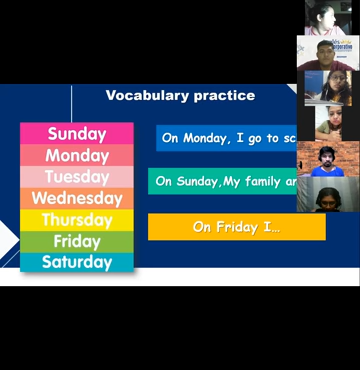 Vocabulary practice
Sunday
Monday
Tuesday
Wednesday
Thursday
Friday
Saturday
On Monday, I go to sc
On Sunday,My family ar
On Friday I...